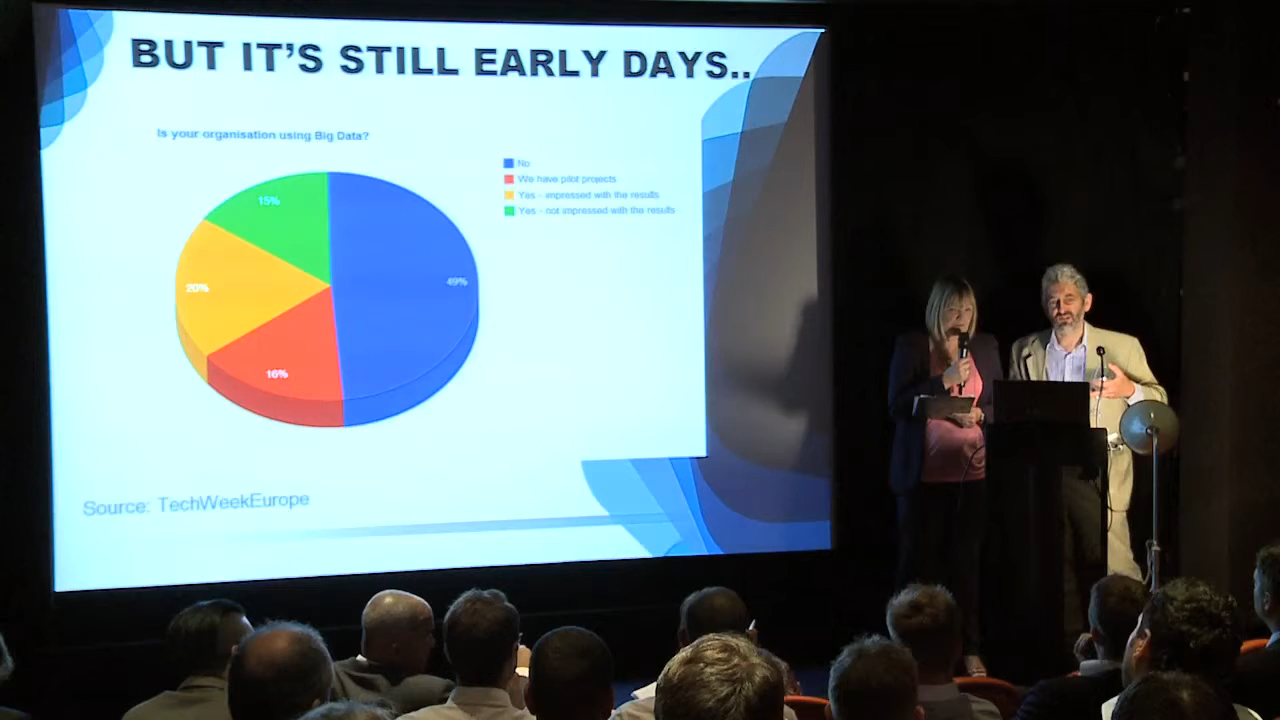 BUT IT'S STILL EARLY DAYS..
Is your organisation using Big Data?
No
We have pilot projects
Yes - impressed with the results
Yes - not impressed with the results
15%
49%
20%
16%
Source: TechWeekEurope